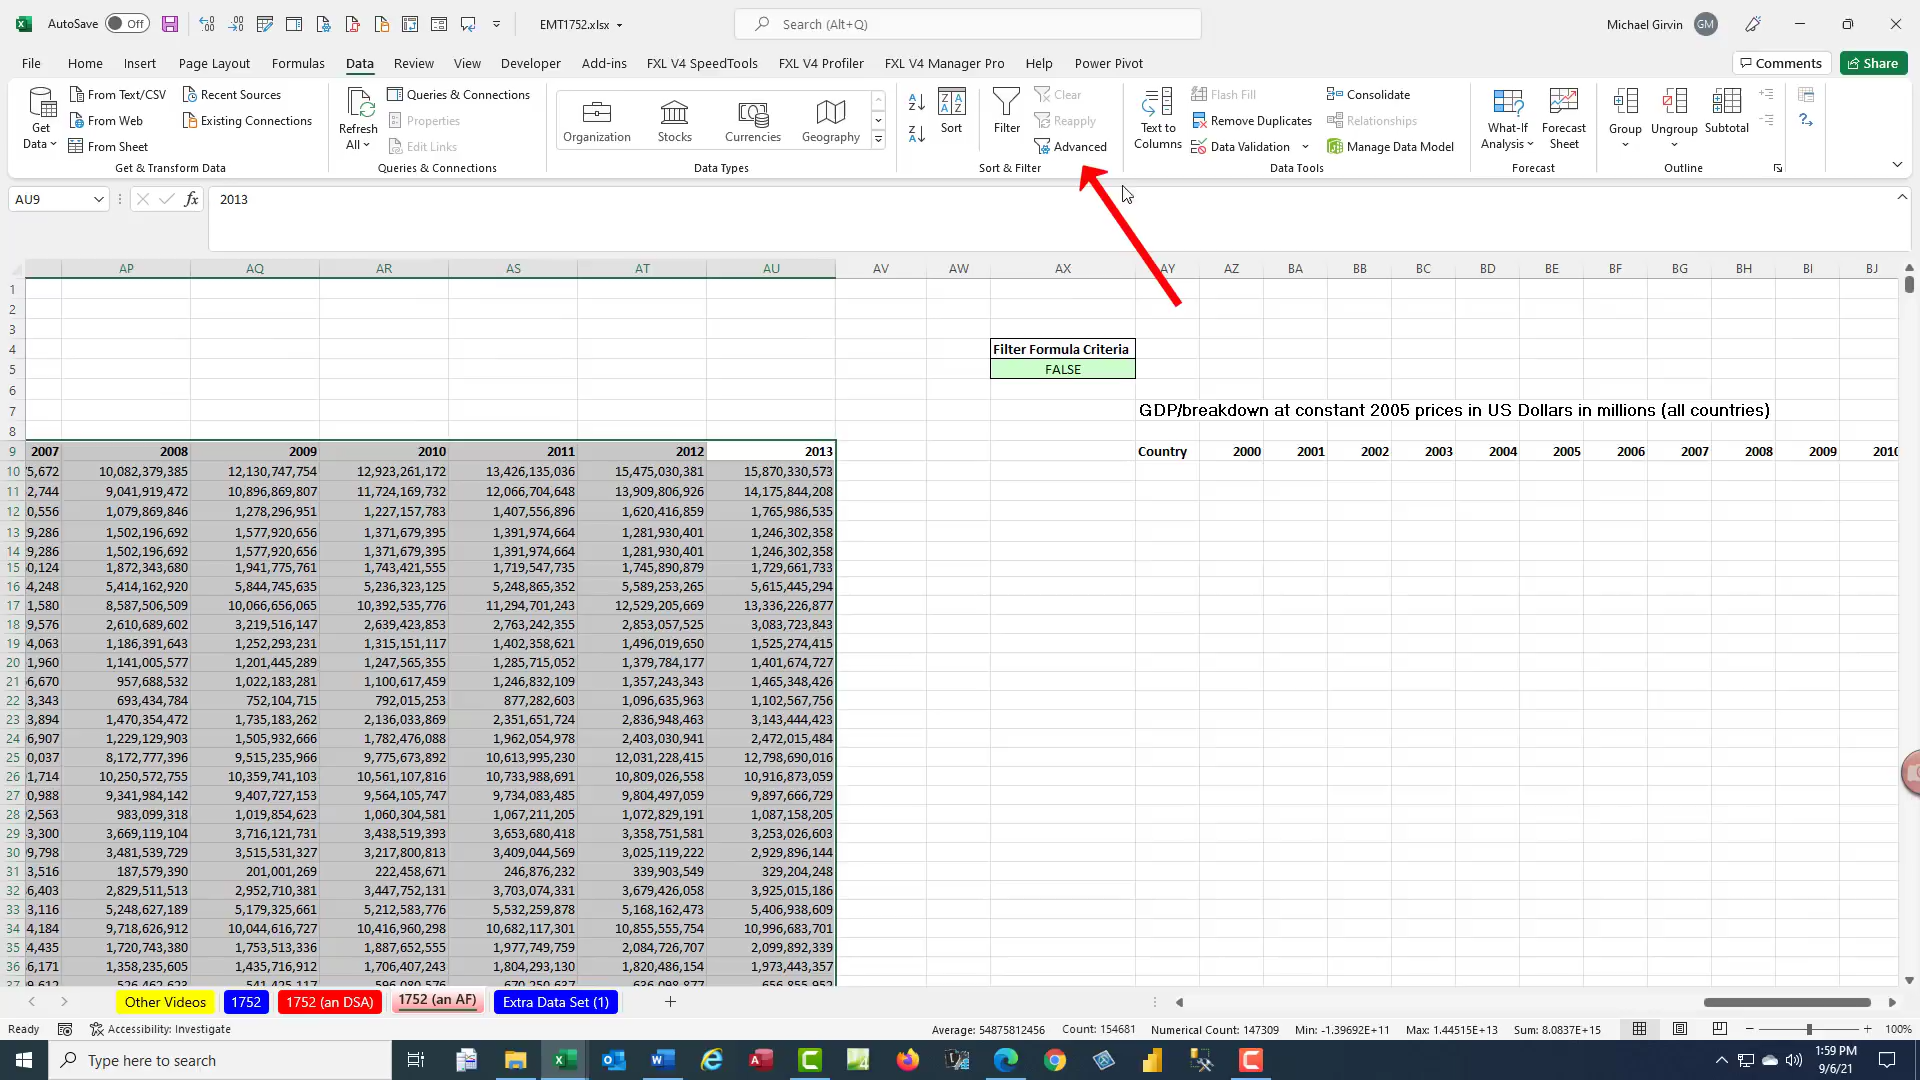 AutoSave Off EMT1752.xlsx Search (Alt+Q) Michael Girvin GM
File Home Insert Page Layout Formulas Data Review View Developer Add-ins FXL V4 SpeedTools FXL V4 Profiler FXL V4 Manager Pro Help Power Pivot Comments Share
Get Data From Text/CSV From Web From Sheet Recent Sources Existing Connections
Get & Transform Data
Refresh All Queries & Connections Properties Edit Links
Queries & Connections
Organization Stocks Currencies Geography
Data Types
Sort Filter Clear Reapply Advanced
Sort & Filter
Text to Columns Flash Fill Remove Duplicates Data Validation Consolidate Relationships Manage Data Model
Data Tools
What-If Analysis Forecast Sheet
Forecast
Group Ungroup Subtotal
Outline
AU9 fx 2013
AP AQ AR AS AT AU AV AW AX AY AZ BA BB BC BD BE BF BG BH BI BJ
1
2
3
4 Filter Formula Criteria
5 FALSE
6
7 GDP/breakdown at constant 2005 prices in US Dollars in millions (all countries)
8
9 2007 2008 2009 2010 2011 2012 2013 Country 2000 2001 2002 2003 2004 2005 2006 2007 2008 2009 2010
10 5,672 10,082,379,385 12,130,747,754 12,923,261,172 13,426,135,036 15,475,030,381 15,870,330,573
11 2,744 9,041,919,472 10,896,869,807 11,724,169,732 12,066,704,648 13,909,806,926 14,175,844,208
12 0,556 1,079,869,846 1,278,296,951 1,227,157,783 1,407,556,896 1,620,416,859 1,765,986,535
13 9,286 1,502,196,692 1,577,920,656 1,371,679,395 1,391,974,664 1,281,930,401 1,246,302,358
14 9,286 1,502,196,692 1,577,920,656 1,371,679,395 1,391,974,664 1,281,930,401 1,246,302,358
15 0,124 1,872,343,680 1,941,775,761 1,743,421,555 1,719,547,735 1,745,890,879 1,729,661,733
16 4,248 5,414,162,920 5,844,745,635 5,236,323,125 5,248,865,352 5,589,253,265 5,615,445,294
17 1,580 8,587,506,509 10,066,656,065 10,392,535,776 11,294,701,243 12,529,205,669 13,336,226,877
18 9,576 2,610,689,602 3,219,516,147 2,639,423,853 2,763,242,355 2,853,057,525 3,083,723,843
19 4,063 1,186,391,643 1,252,293,231 1,315,151,117 1,402,358,621 1,496,019,650 1,525,274,415
20 1,960 1,141,005,577 1,201,445,289 1,247,565,355 1,285,715,052 1,379,784,177 1,401,674,727
21 6,670 957,688,532 1,022,183,281 1,100,617,459 1,246,832,109 1,357,243,343 1,465,348,426
22 3,343 693,434,784 752,104,715 792,015,253 877,282,603 1,096,635,963 1,102,567,756
23 3,894 1,470,354,472 1,735,183,262 2,136,033,869 2,351,651,724 2,836,948,463 3,143,444,423
24 6,907 1,229,129,903 1,505,932,666 1,782,476,088 1,962,054,978 2,403,030,941 2,472,015,484
25 0,037 8,172,777,396 9,515,235,966 9,775,673,892 10,613,995,230 12,031,228,415 12,798,690,016
26 1,714 10,250,572,755 10,359,741,103 10,561,107,816 10,733,988,691 10,809,026,558 10,916,873,059
27 0,988 9,341,984,142 9,407,727,153 9,564,105,747 9,734,083,485 9,804,497,059 9,897,666,729
28 2,563 983,099,318 1,019,854,623 1,060,304,581 1,067,211,205 1,072,829,191 1,087,158,205
29 3,300 3,669,119,104 3,716,121,731 3,438,519,393 3,653,680,418 3,358,751,581 3,253,026,603
30 9,798 3,481,539,729 3,515,531,327 3,217,800,813 3,409,044,569 3,025,119,222 2,929,896,144
31 3,516 187,579,390 201,001,269 222,458,671 246,876,232 339,903,549 329,204,248
32 6,403 2,829,511,513 2,952,710,381 3,447,752,131 3,703,074,331 3,679,426,058 3,925,015,186
33 3,116 5,248,627,189 5,179,325,661 5,212,583,776 5,532,259,878 5,168,162,473 5,406,938,609
34 4,184 9,718,626,912 10,044,616,727 10,416,960,298 10,682,117,301 10,855,555,754 10,996,683,701
35 4,435 1,720,743,380 1,753,513,336 1,887,652,555 1,977,749,759 2,084,726,707 2,099,892,339
36 6,171 1,358,235,605 1,435,716,912 1,706,407,243 1,804,293,130 1,820,486,154 1,973,443,357
Other Videos 1752 1752 (an DSA) 1752 (an AF) Extra Data Set (1)
Ready Accessibility: Investigate Average: 54875812456 Count: 154681 Numerical Count: 147309 Min: -1.39692E+11 Max: 1.44515E+13 Sum: 8.0837E+15 100%
Type here to search 1:59 PM
9/6/21